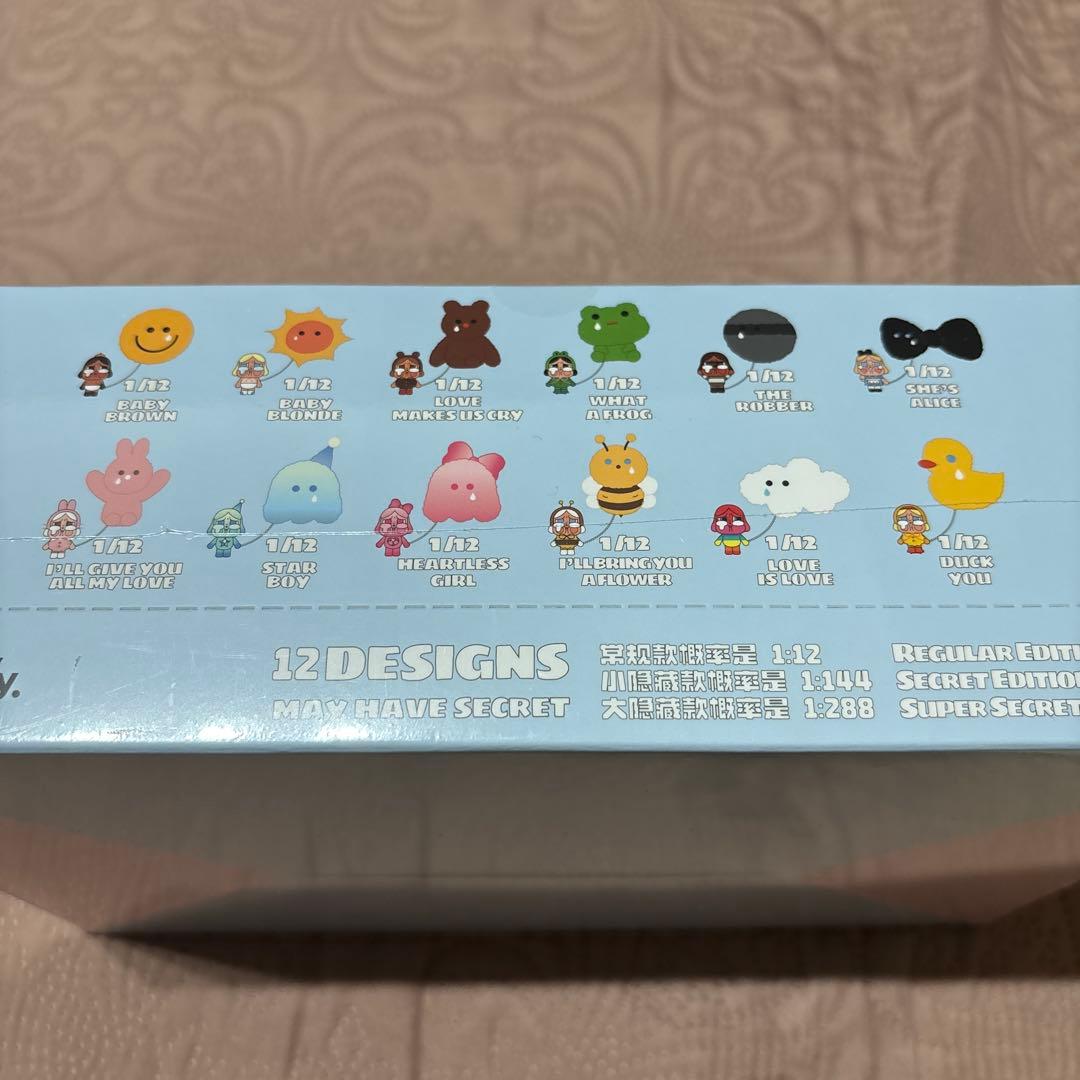 1/12
BABY
BROWN
1/12
BABY
BLONDE
1/12
LOVE
MAKES US CRY
1/12
WHAT
A FROG
1/12
THE
ROBBER
1/12
SHE'S
ALICE
1/12
I'LL GIVE YOU
ALL MY LOVE
1/12
STAR
BOY
1/12
HEARTLESS
GIRL
1/12
I'LL BRING YOU
A FLOWER
1/12
LOVE
IS LOVE
1/12
DUCK
YOU
y.
12 DESIGNS
MAY HAVE SECRET
常规款概率是 1:12
小隐藏款概率是 1:144
大隐藏款概率是 1:288
REGULAR EDITI
SECRET EDITIO
SUPER SECRET